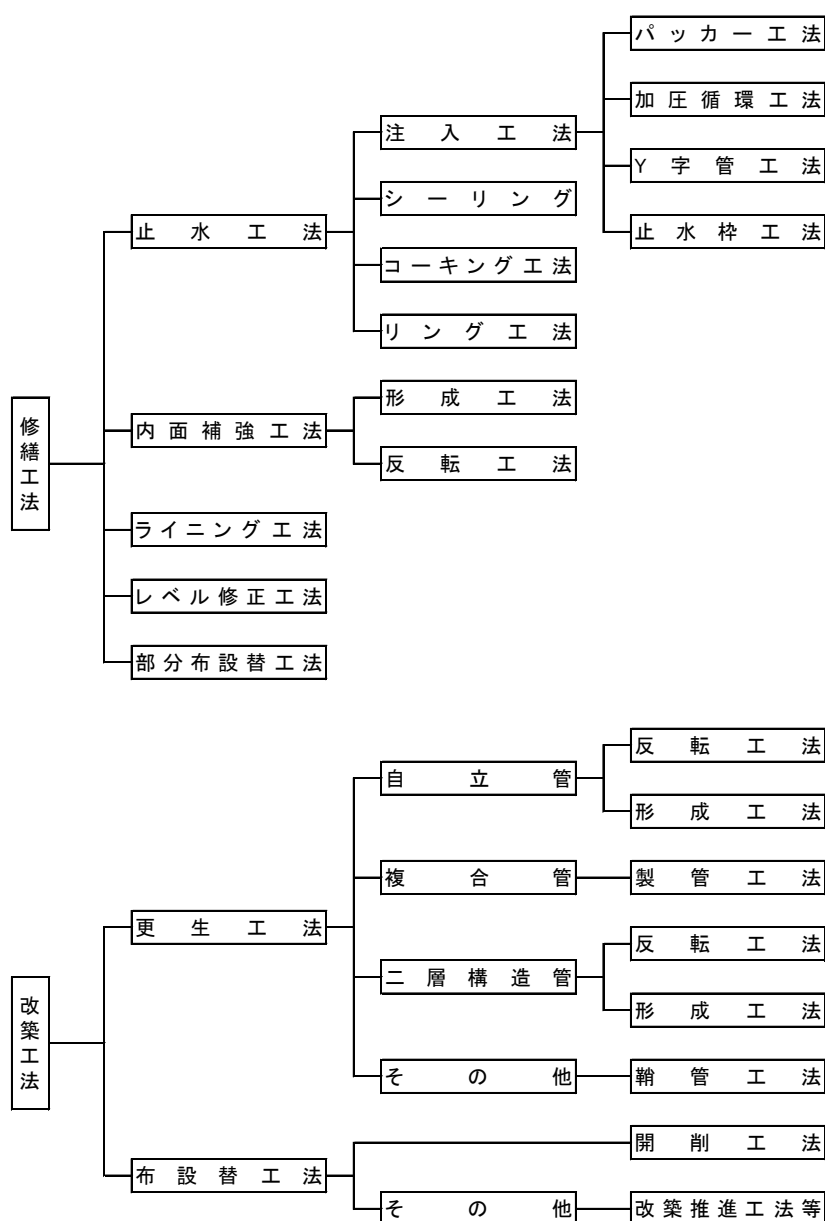 修繕工法
止水工法
注入工法
パッカー工法
加圧循環工法
Y字管工法
止水枠工法
シーリング
コーキング工法
リング工法
内面補強工法
形成工法
反転工法
ライニング工法
レベル修正工法
部分布設替工法
改築工法
更生工法
自立管
反転工法
形成工法
複合管
製管工法
二層構造管
反転工法
形成工法
その他
鞘管工法
布設替工法
開削工法
その他
改築推進工法等